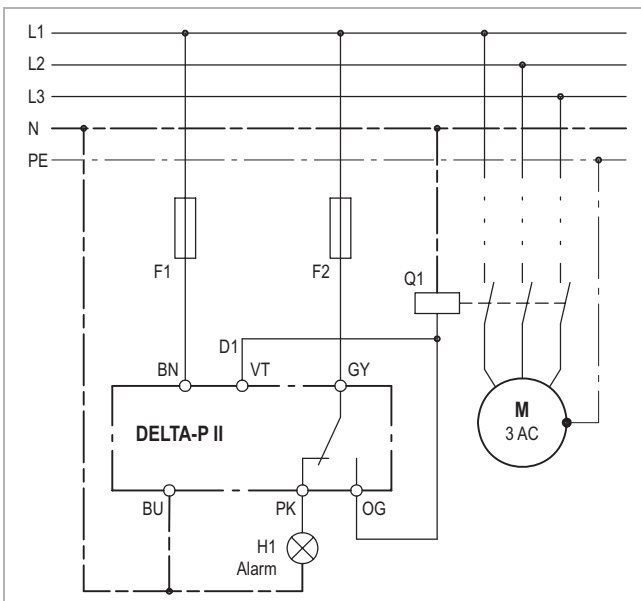 L1
L2
L3
N
PE
F1
F2
Q1
D1
BN
VT
GY
DELTA-P II
M
3 AC
BU
PK
OG
H1
Alarm